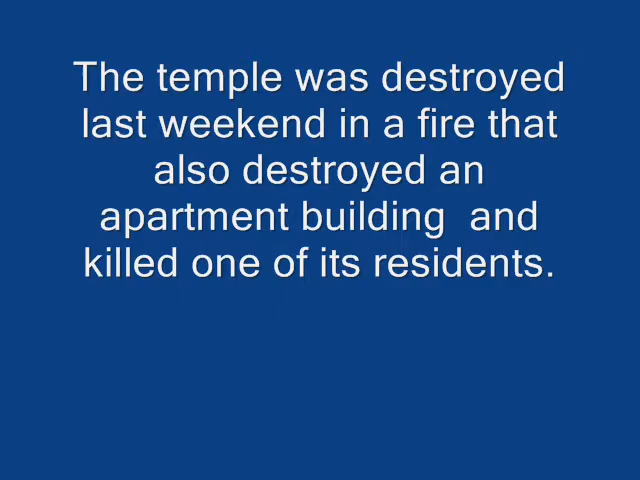 The temple was destroyed
last weekend in a fire that
also destroyed an
apartment building  and
killed one of its residents.